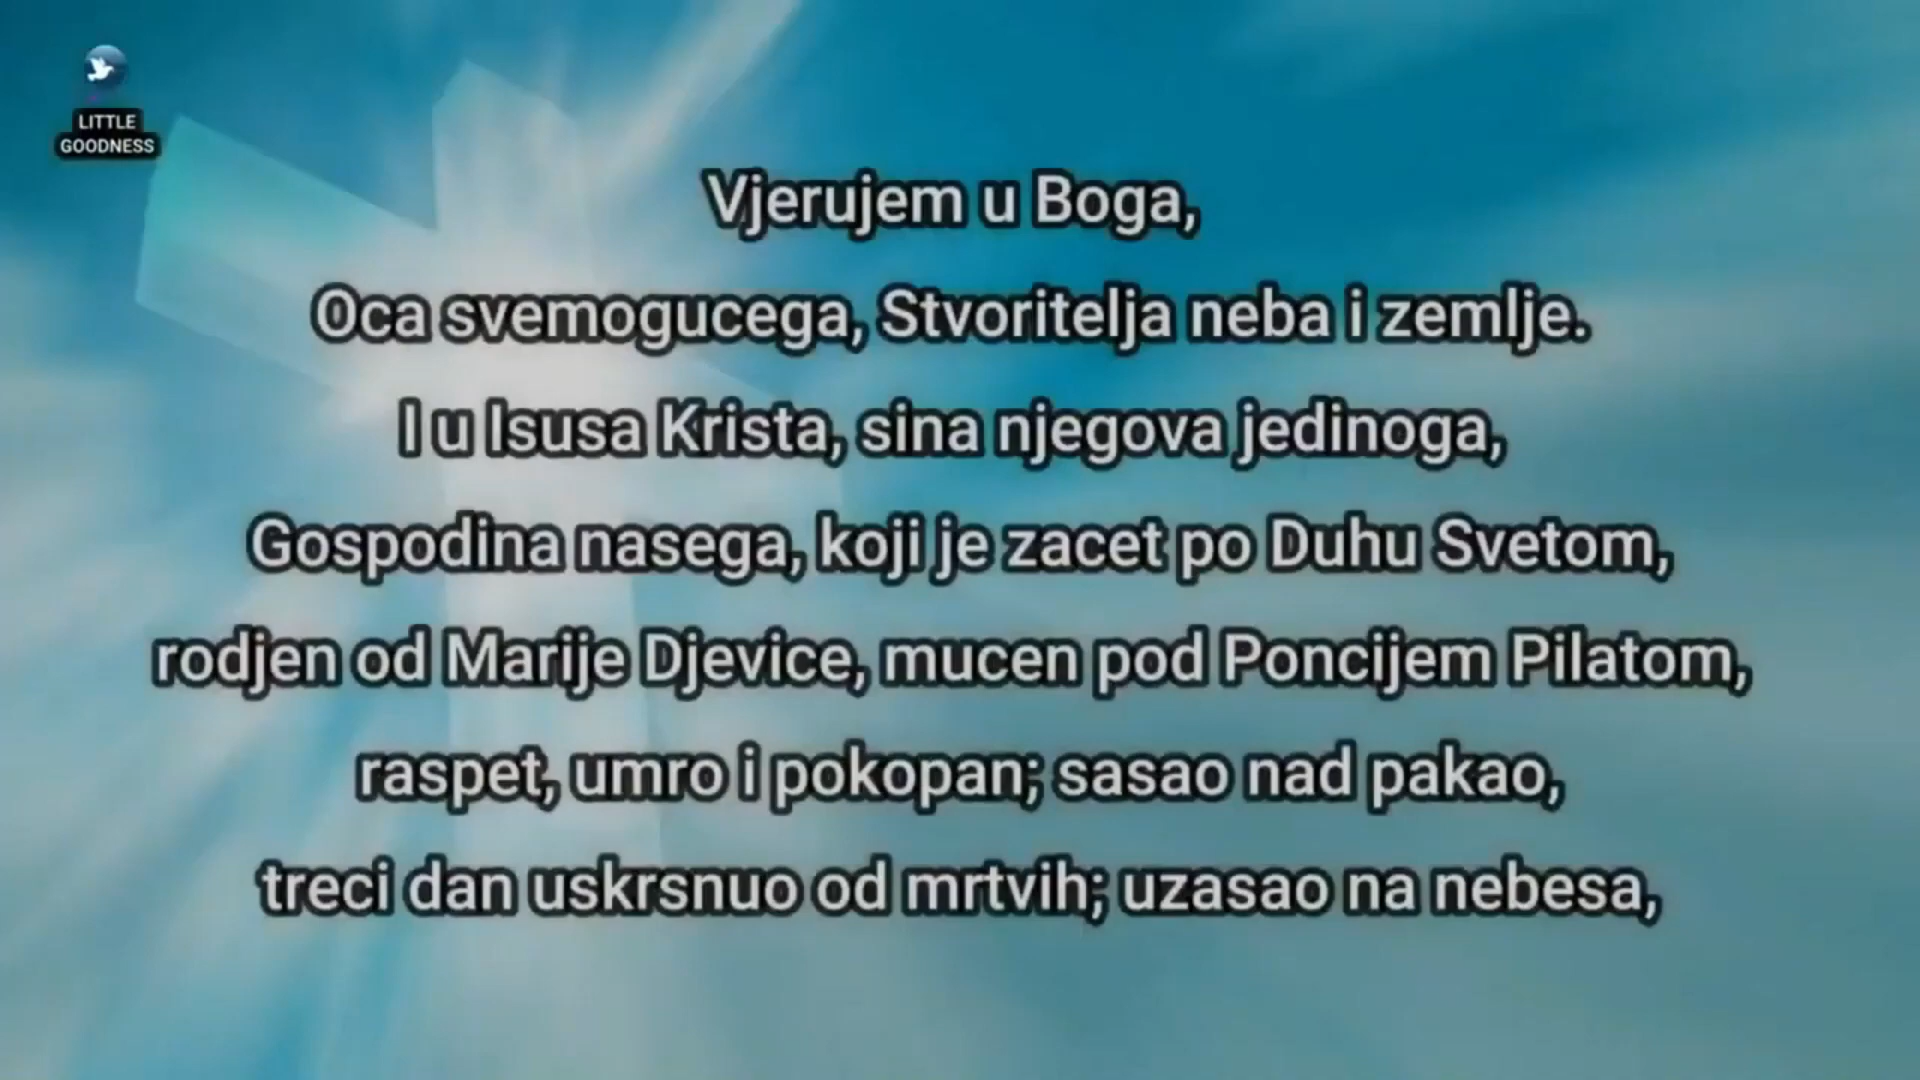 LITTLE
GOODNESS
Vjerujem u Boga,
Oca svemogucega, Stvoritelja neba i zemlje.
I u Isusa Krista, sina njegova jedinoga,
Gospodina nasega, koji je zacet po Duhu Svetom,
rodjen od Marije Djevice, mucen pod Poncijem Pilatom,
raspet, umro i pokopan; sasao nad pakao,
treci dan uskrsnuo od mrtvih; uzasao na nebesa,